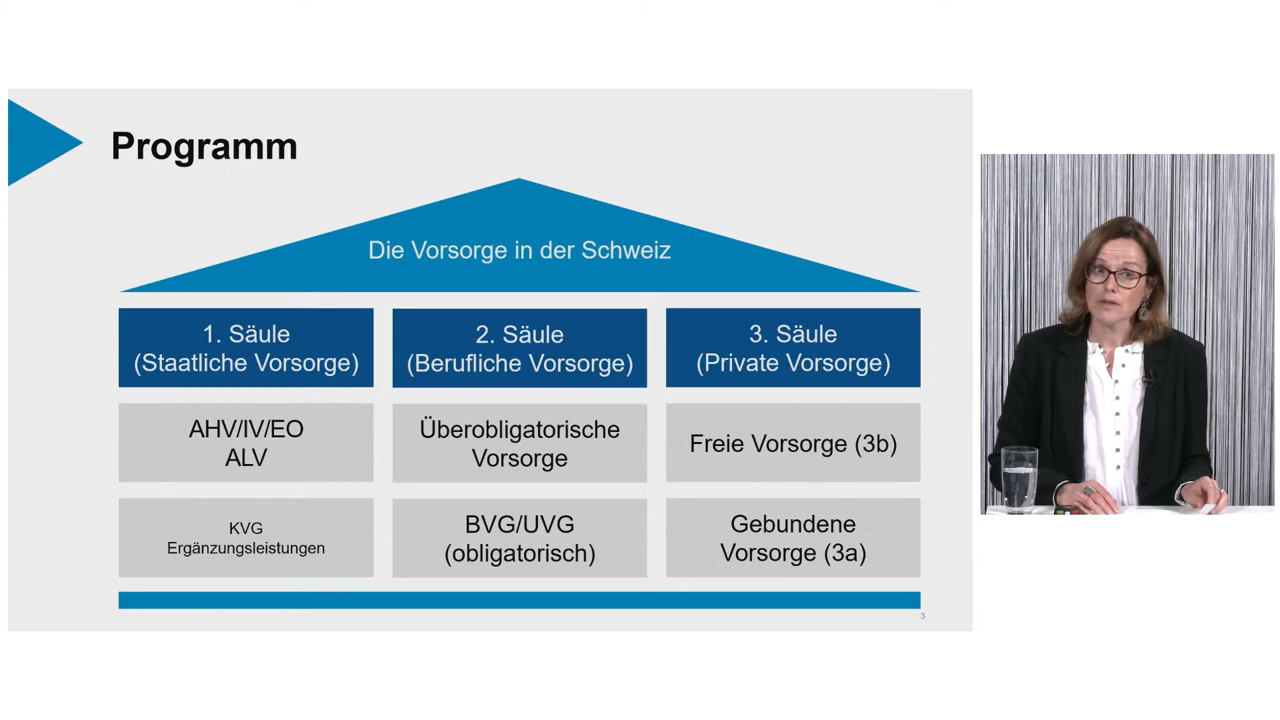 Programm
Die Vorsorge in der Schweiz
1. Säule
(Staatliche Vorsorge)
2. Säule
(Berufliche Vorsorge)
3. Säule
(Private Vorsorge)
AHV/IV/EO
ALV
Überobligatorische
Vorsorge
Freie Vorsorge (3b)
KVG
Ergänzungsleistungen
BVG/UVG
(obligatorisch)
Gebundene
Vorsorge (3a)
3